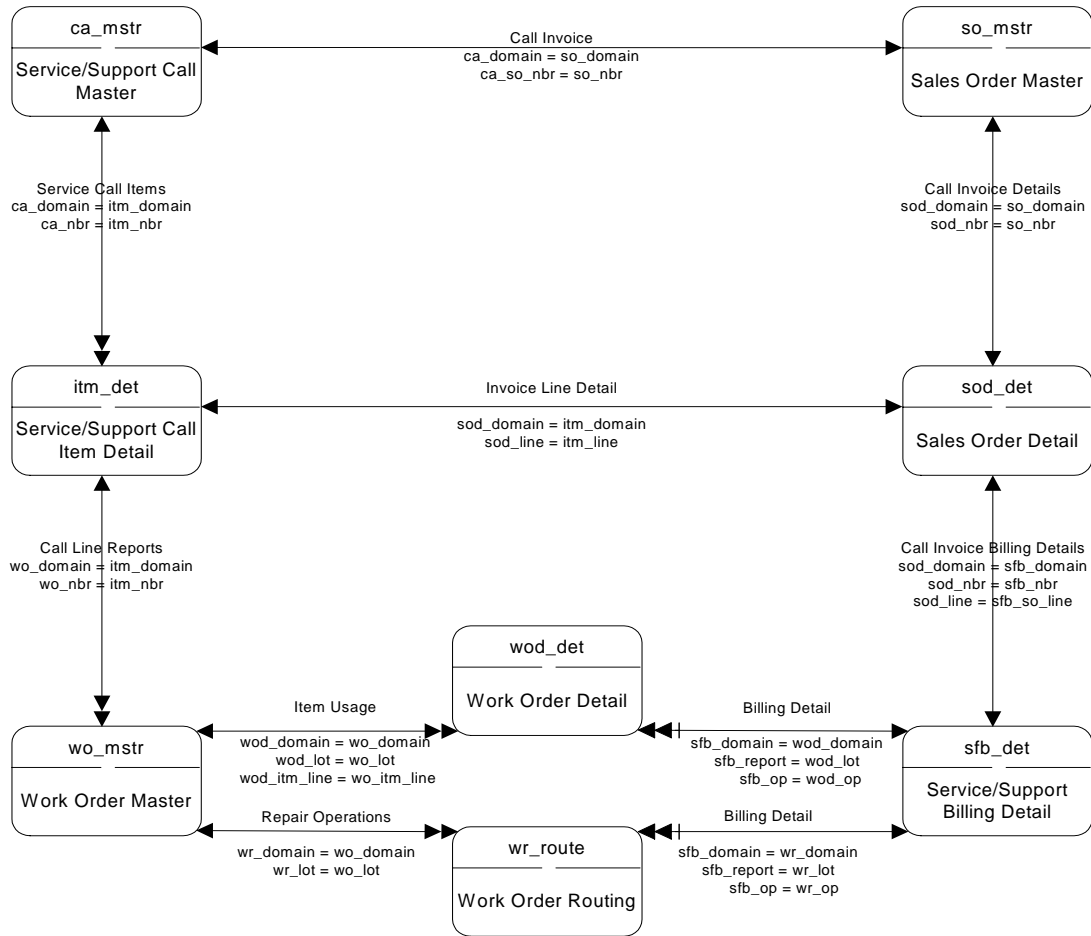 ca_mstr
Service/Support Call
Master
Call Invoice
ca_domain = so_domain
ca_so_nbr = so_nbr
so_mstr
Sales Order Master
Service Call Items
ca_domain = itm_domain
ca_nbr = itm_nbr
Call Invoice Details
sod_domain = so_domain
sod_nbr = so_nbr
itm_det
Service/Support Call
Item Detail
Invoice Line Detail
sod_domain = itm_domain
sod_line = itm_line
sod_det
Sales Order Detail
Call Line Reports
wo_domain = itm_domain
wo_nbr = itm_nbr
Call Invoice Billing Details
sod_domain = sfb_domain
sod_nbr = sfb_nbr
sod_line = sfb_so_line
wod_det
Work Order Detail
wo_mstr
Work Order Master
Item Usage
wod_domain = wo_domain
wod_lot = wo_lot
wod_itm_line = wo_itm_line
Billing Detail
sfb_domain = wod_domain
sfb_report = wod_lot
sfb_op = wod_op
sfb_det
Service/Support
Billing Detail
Repair Operations
wr_domain = wo_domain
wr_lot = wo_lot
wr_route
Work Order Routing
Billing Detail
sfb_domain = wr_domain
sfb_report = wr_lot
sfb_op = wr_op